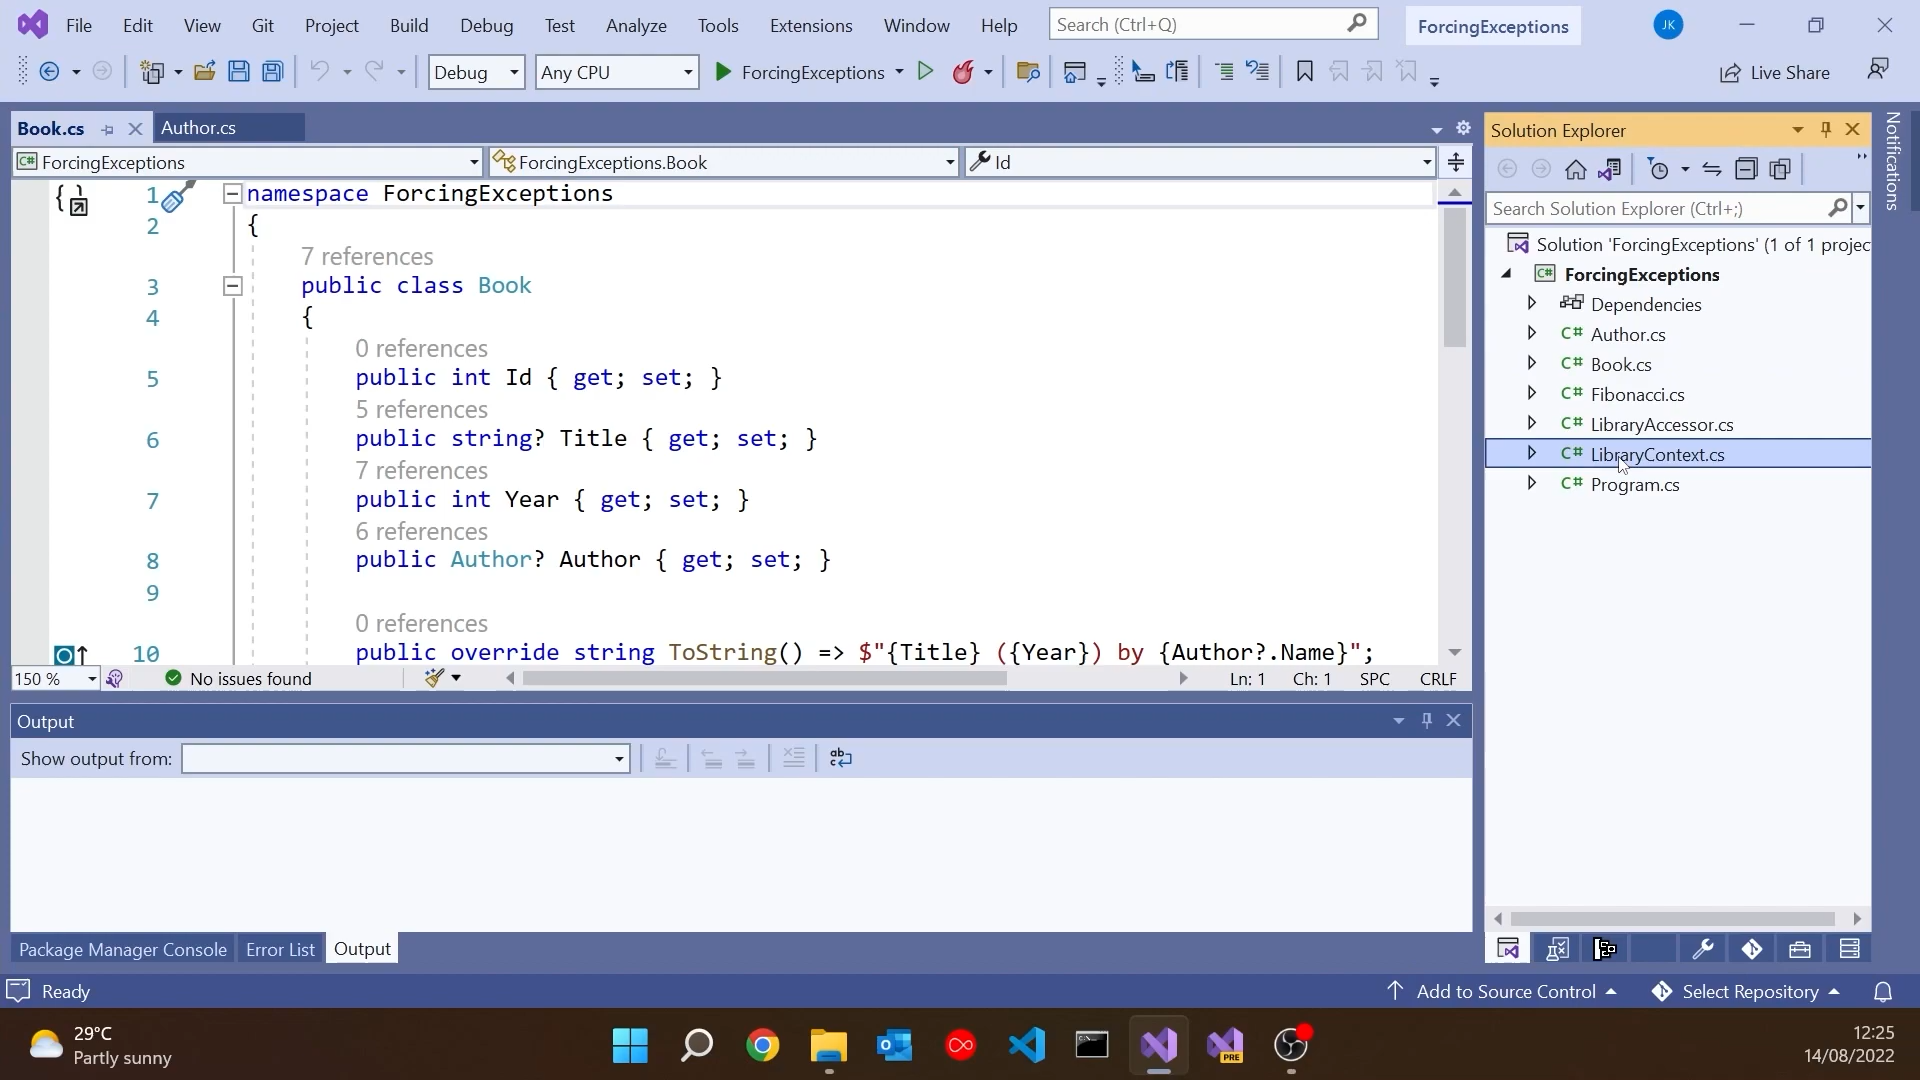 File Edit View Git Project Build Debug Test Analyze Tools Extensions Window Help Search (Ctrl+Q) ForcingExceptions JK
Debug Any CPU ForcingExceptions Live Share
Book.cs Author.cs
ForcingExceptions ForcingExceptions.Book Id
1 namespace ForcingExceptions
2 {
7 references
3 public class Book
4 {
0 references
5 public int Id { get; set; }
5 references
6 public string? Title { get; set; }
7 references
7 public int Year { get; set; }
6 references
8 public Author? Author { get; set; }
9
0 references
10 public override string ToString() => $"{Title} ({Year}) by {Author?.Name}";
150 % No issues found Ln: 1 Ch: 1 SPC CRLF
Output
Show output from:
Package Manager Console Error List Output
Solution Explorer
Search Solution Explorer (Ctrl+;)
Solution 'ForcingExceptions' (1 of 1 projec
C# ForcingExceptions
Dependencies
C# Author.cs
C# Book.cs
C# Fibonacci.cs
C# LibraryAccessor.cs
C# LibraryContext.cs
C# Program.cs
Notifications
Ready Add to Source Control Select Repository
29°C
Partly sunny
PRE
12:25
14/08/2022